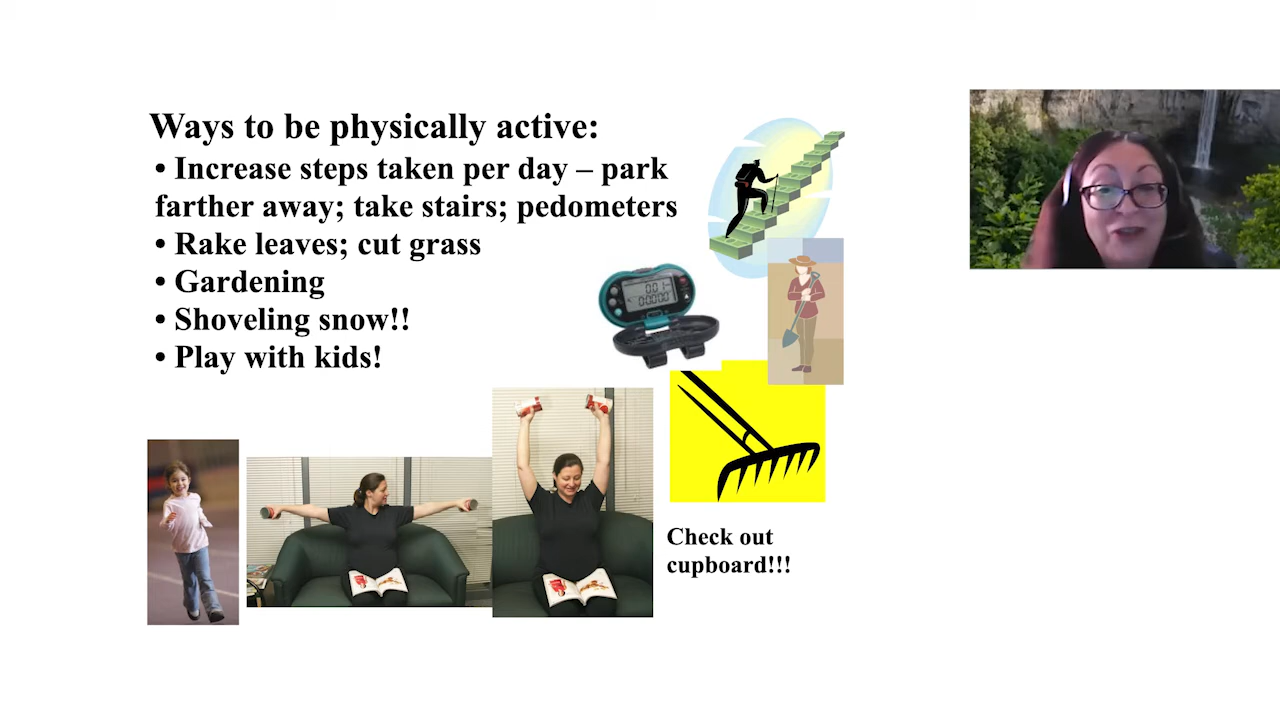 Ways to be physically active:
• Increase steps taken per day – park
farther away; take stairs; pedometers
• Rake leaves; cut grass
• Gardening
• Shoveling snow!!
• Play with kids!
Check out
cupboard!!!